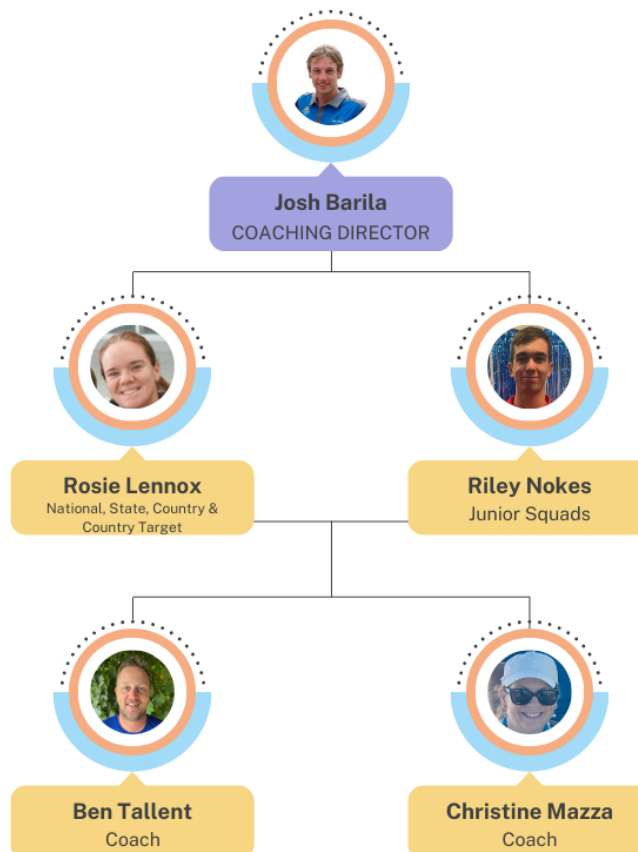 Josh Barila
COACHING DIRECTOR
Rosie Lennox
National, State, Country &
Country Target
Riley Nokes
Junior Squads
Ben Tallent
Coach
Christine Mazza
Coach